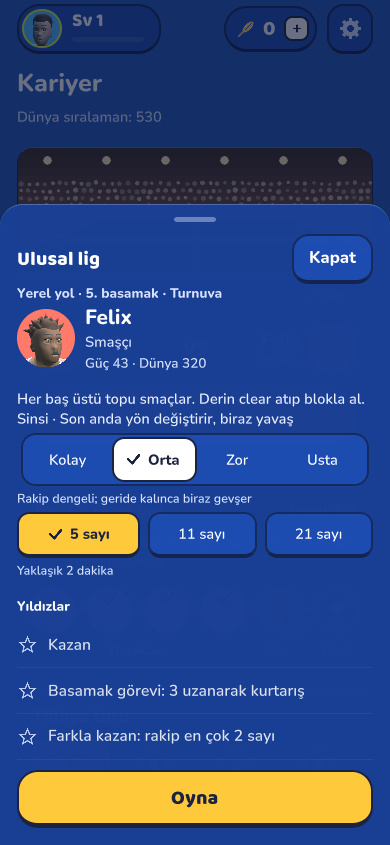 Sv 1
0
+
Kariyer
Dünya sıralaman: 530
Ulusal lig
Kapat
Yerel yol · 5. basamak · Turnuva
Felix
Smaşçı
Güç 43 · Dünya 320
Her baş üstü topu smaçlar. Derin clear atıp blokla al.
Sinsi · Son anda yön değiştirir, biraz yavaş
Kolay
Orta
Zor
Usta
Rakip dengeli; geride kalınca biraz gevşer
5 sayı
11 sayı
21 sayı
Yaklaşık 2 dakika
Yıldızlar
Kazan
Basamak görevi: 3 uzanarak kurtarış
Farkla kazan: rakip en çok 2 sayı
Oyna